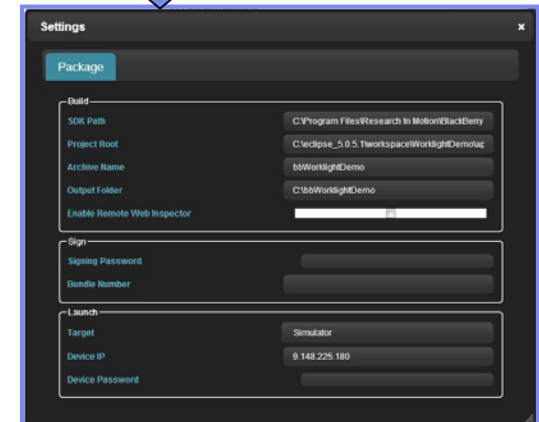 Settings x
Package
Build
SDK Path C:\Program Files\Research In Motion\BlackBerry
Project Root C:\eclipse_5.0.5.1\workspace\WorklightDemo\ap
Archive Name bbWorklightDemo
Output Folder C:\bbWorklightDemo
Enable Remote Web Inspector
Sign
Signing Password
Bundle Number
Launch
Target Simulator
Device IP 9.148.225.180
Device Password